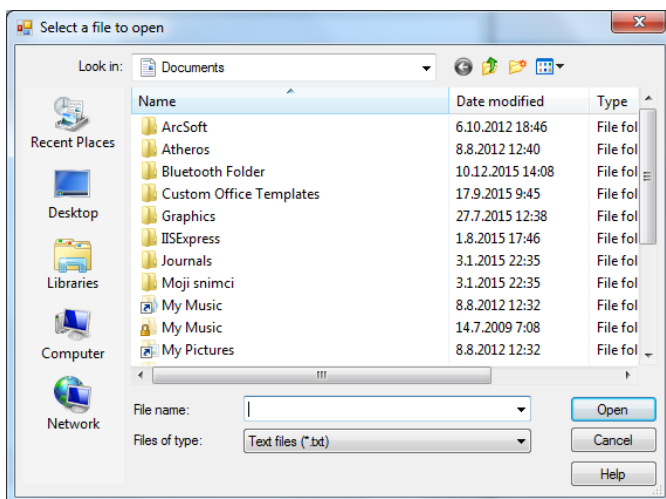 Select a file to open
Look in: Documents
Name Date modified Type
ArcSoft 6.10.2012 18:46 File fol
Atheros 8.8.2012 12:40 File fol
Bluetooth Folder 10.12.2015 14:08 File fol
Custom Office Templates 17.9.2015 9:45 File fol
Graphics 27.7.2015 12:38 File fol
IISExpress 1.8.2015 17:46 File fol
Journals 3.1.2015 22:35 File fol
Moji snimci 3.1.2015 22:35 File fol
My Music 8.8.2012 12:32 File fol
My Music 14.7.2009 7:08 File fol
My Pictures 8.8.2012 12:32 File fol
Recent Places
Desktop
Libraries
Computer
Network
File name: Open
Files of type: Text files (*.txt) Cancel
Help